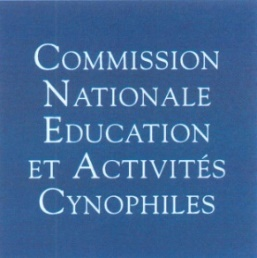 COMMISSION
NATIONALE
EDUCATION
ET ACTIVITÉS
CYNOPHILES